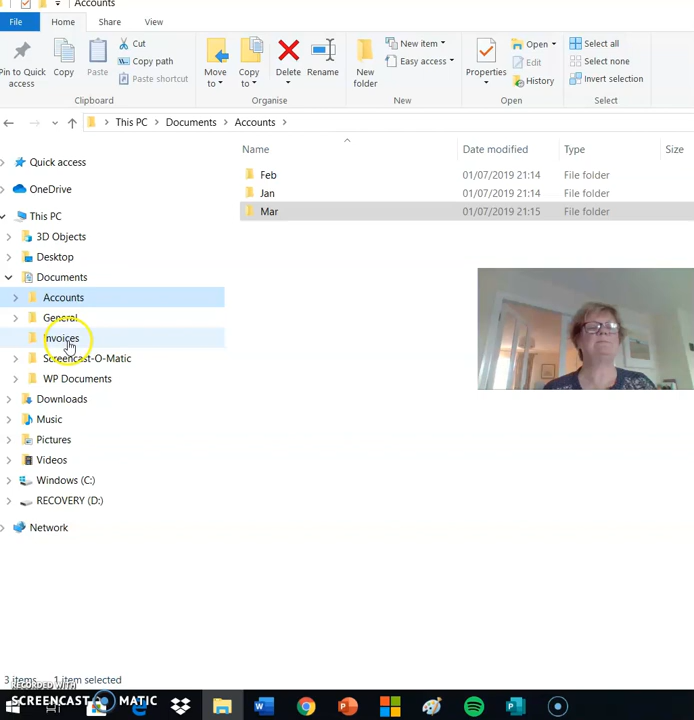 Accounts
File Home Share View
Pin to Quick access
Copy
Paste
Cut
Copy path
Paste shortcut
Clipboard
Move to
Copy to
Delete
Rename
Organise
New folder
New item
Easy access
New
Properties
Open
Edit
History
Open
Select all
Select none
Invert selection
Select
This PC > Documents > Accounts >
Name Date modified Type Size
Feb 01/07/2019 21:14 File folder
Jan 01/07/2019 21:14 File folder
Mar 01/07/2019 21:15 File folder
Quick access
OneDrive
This PC
3D Objects
Desktop
Documents
Accounts
General
Invoices
Screencast-O-Matic
WP Documents
Downloads
Music
Pictures
Videos
Windows (C:)
RECOVERY (D:)
Network
3 items 1 item selected
RECORDED WITH
SCREENCAST MATIC